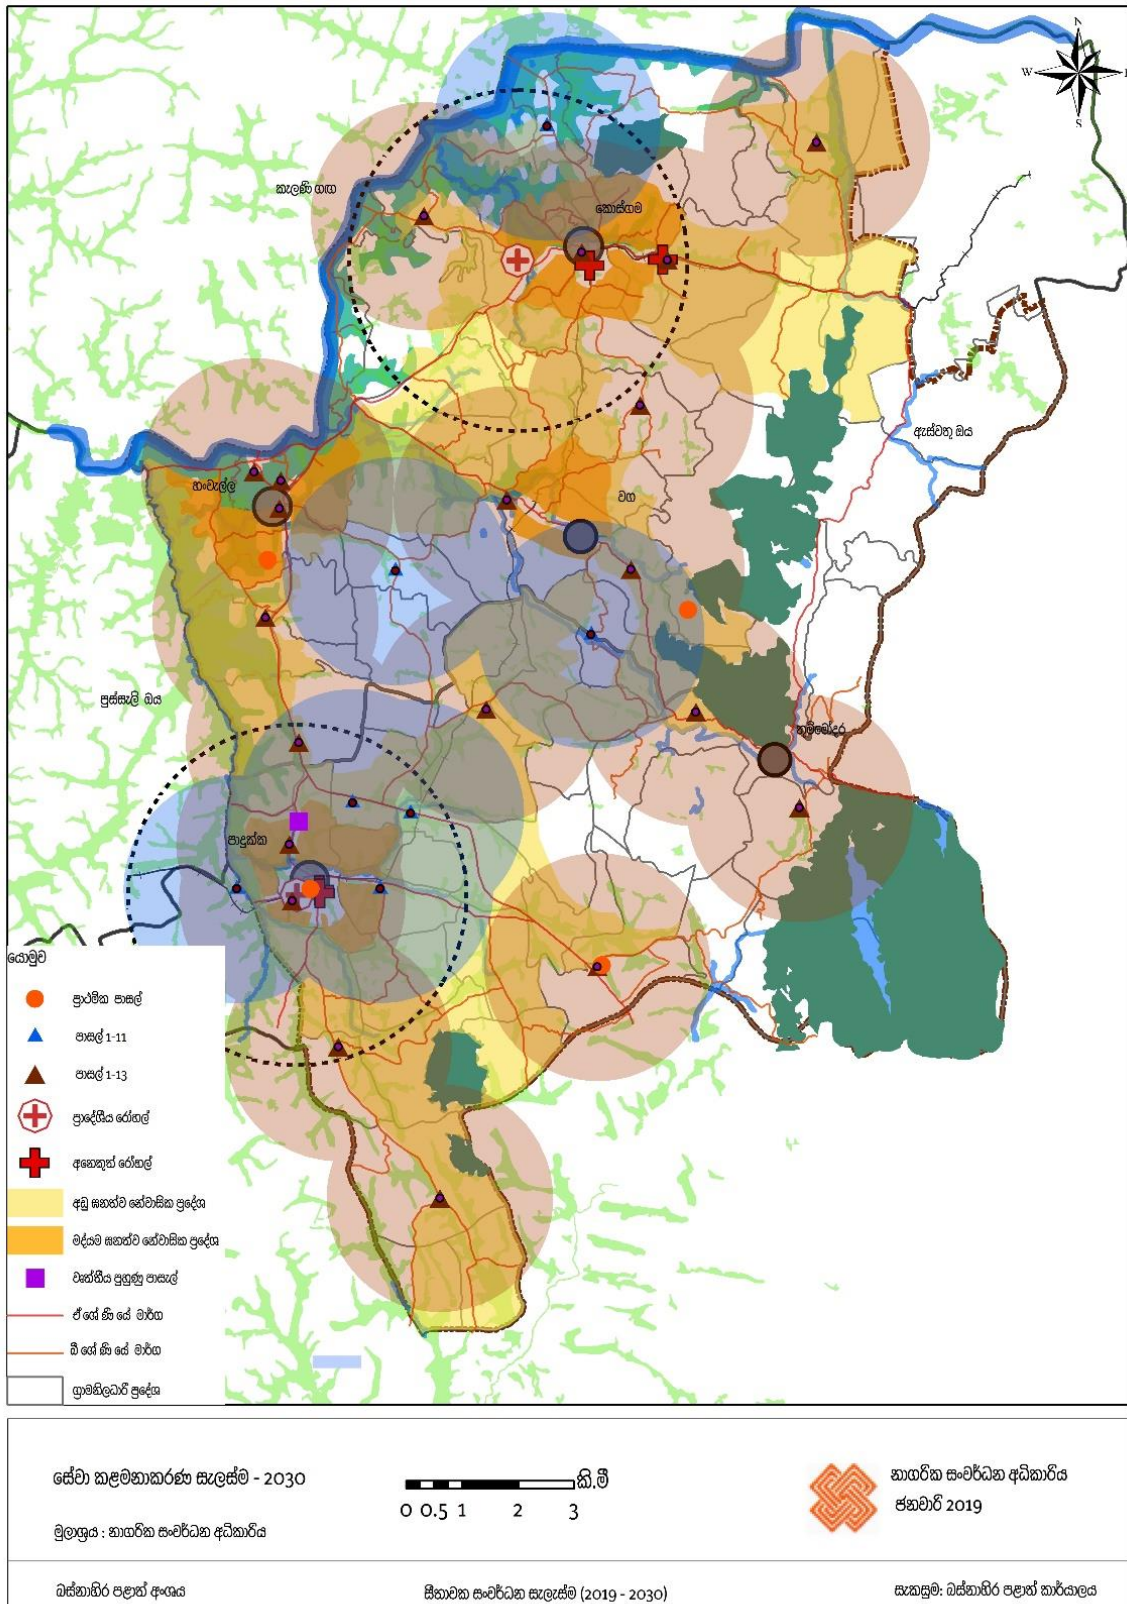 N
W
E
S
කැලණි ගඟ
කොස්ගම
ඇස්වතු ඔය
හංවැල්ල
වග
පුස්සැලි ඔය
තුම්මෝදර
පාදුක්ක
යොමුව
ප්‍රාථමික පාසල්
පාසල් 1-11
පාසල් 1-13
ප්‍රාදේශීය රෝහල්
අනෙකුත් රෝහල්
අඩු ඝනත්ව නේවාසික ප්‍රදේශ
මද්‍යම ඝනත්ව නේවාසික ප්‍රදේශ
වෘත්තීය පුහුණු පාසැල්
ඒ ශේණියේ මාර්ග
බී ශේණියේ මාර්ග
ග්‍රාමනිලධාරී ප්‍රදේශ
සේවා කළමනාකරණ සැලස්ම - 2030
කි.මී
0 0.5 1 2 3
නාගරික සංවර්ධන අධිකාරිය
ජනවාරි 2019
මුලාශ්‍රය : නාගරික සංවර්ධන අධිකාරිය
බස්නාහිර පළාත් අංශය
සීතාවක සංවර්ධන සැලැස්ම (2019 - 2030)
සැකසුම: බස්නාහිර පළාත් කාර්යාලය